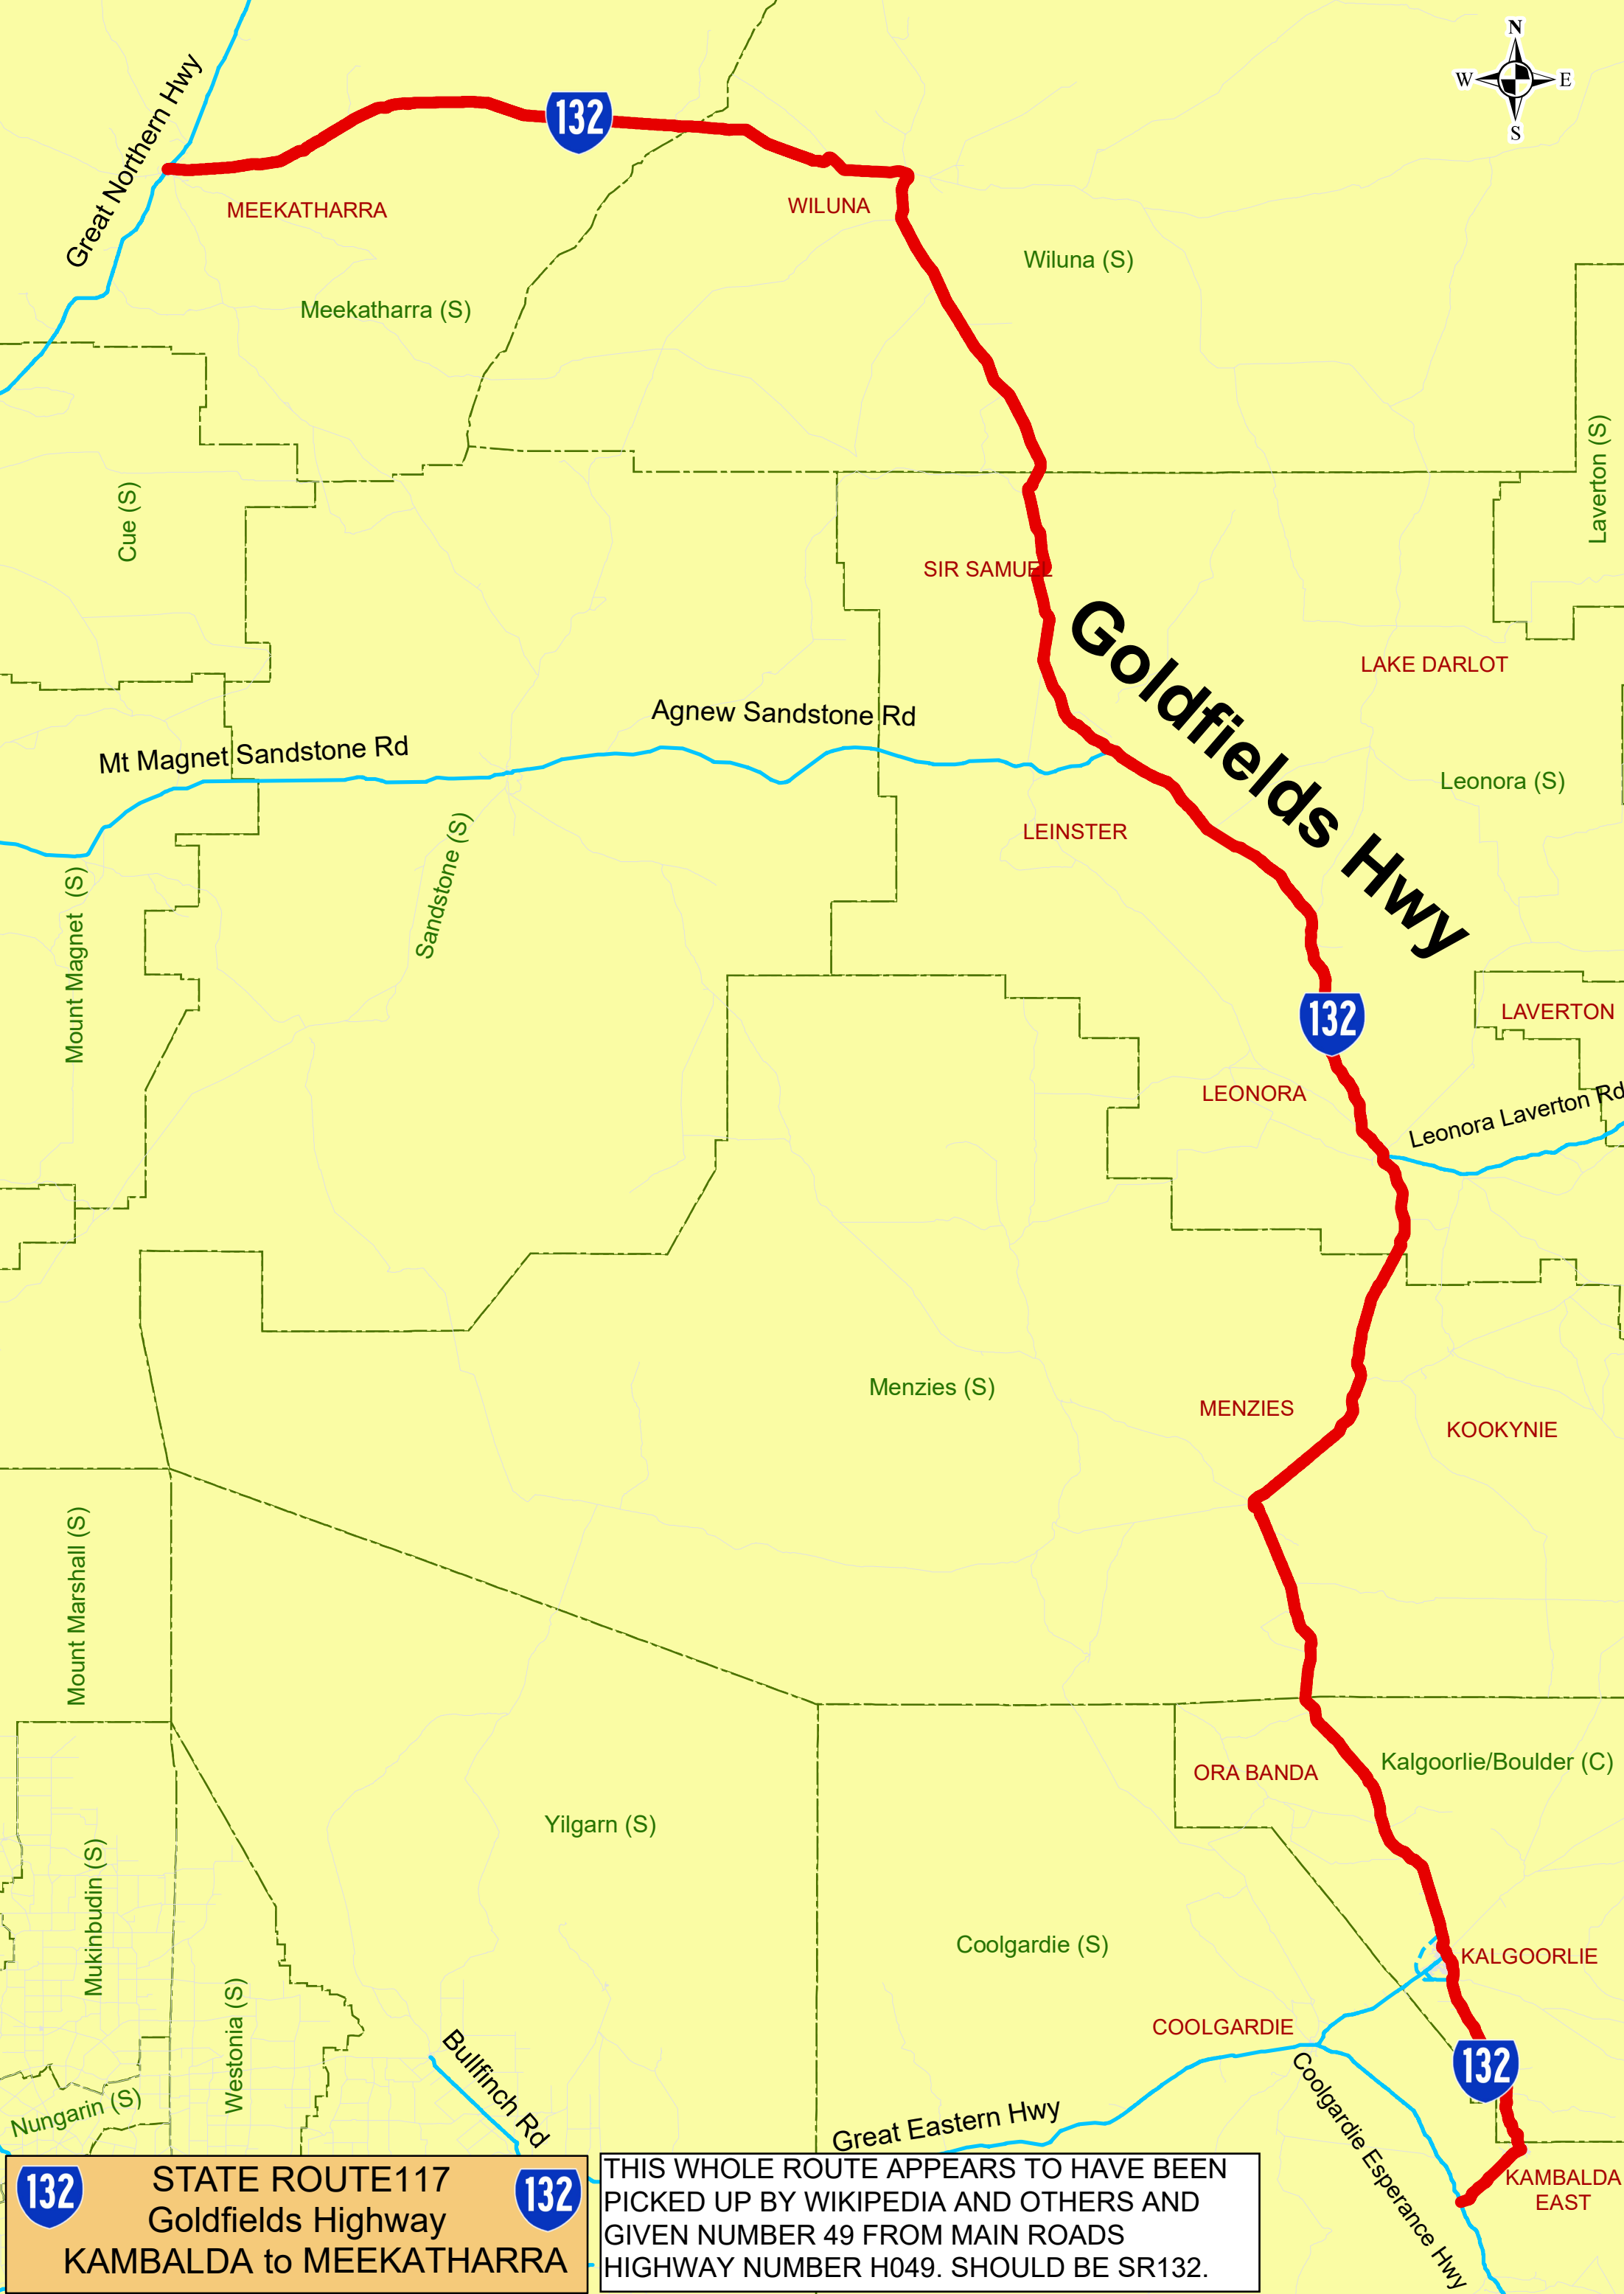 N
W E
S
Great Northern Hwy
132
MEEKATHARRA
WILUNA
Wiluna (S)
Meekatharra (S)
Cue (S)
Laverton (S)
SIR SAMUEL
Goldfields Hwy
LAKE DARLOT
Agnew Sandstone Rd
Mt Magnet Sandstone Rd
Leonora (S)
LEINSTER
Sandstone (S)
Mount Magnet (S)
132
LAVERTON
LEONORA
Leonora Laverton Rd
Menzies (S)
MENZIES
KOOKYNIE
Mount Marshall (S)
ORA BANDA
Kalgoorlie/Boulder (C)
Yilgarn (S)
Mukinbudin (S)
Coolgardie (S)
KALGOORLIE
Westonia (S)
COOLGARDIE
132
Nungarin (S)
Bullfinch Rd
Great Eastern Hwy
Coolgardie Esperance Hwy
KAMBALDA
EAST
132
STATE ROUTE117
132
Goldfields Highway
KAMBALDA to MEEKATHARRA
THIS WHOLE ROUTE APPEARS TO HAVE BEEN
PICKED UP BY WIKIPEDIA AND OTHERS AND
GIVEN NUMBER 49 FROM MAIN ROADS
HIGHWAY NUMBER H049. SHOULD BE SR132.